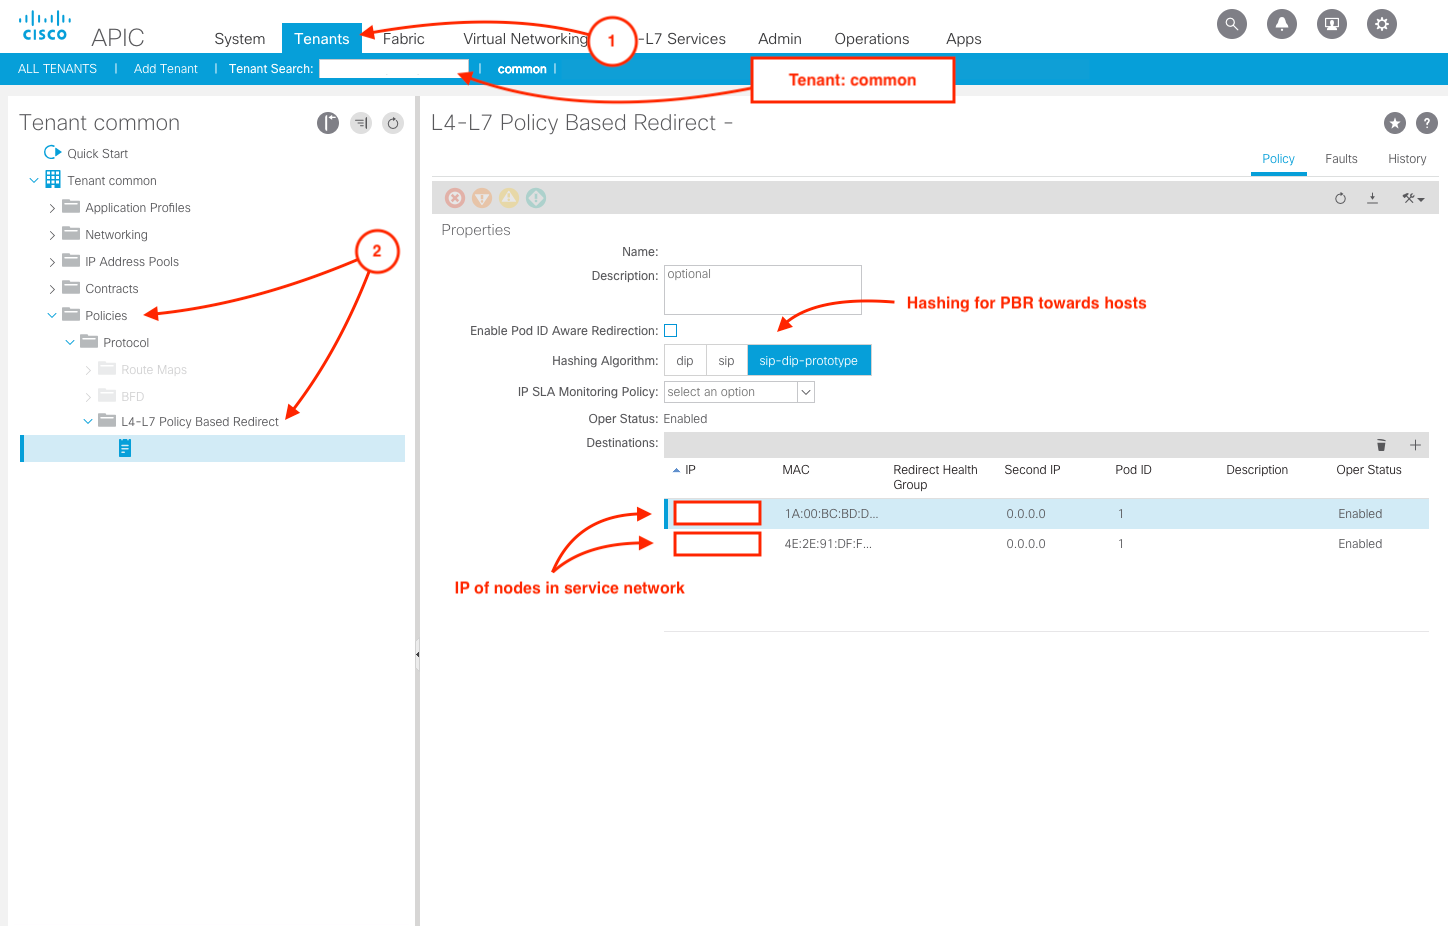 CISCO
APIC
System
Tenants
Fabric
Virtual Networking
1
-L7 Services
Admin
Operations
Apps
ALL TENANTS | Add Tenant | Tenant Search: | common |
Tenant: common
Tenant common
Quick Start
Tenant common
Application Profiles
Networking
IP Address Pools
Contracts
Policies
Protocol
Route Maps
BFD
L4-L7 Policy Based Redirect
2
L4-L7 Policy Based Redirect -
Policy
Faults
History
Properties
Name:
Description: optional
Hashing for PBR towards hosts
Enable Pod ID Aware Redirection:
Hashing Algorithm: dip sip sip-dip-prototype
IP SLA Monitoring Policy: select an option
Oper Status: Enabled
Destinations:
IP MAC Redirect Health Group Second IP Pod ID Description Oper Status
1A:00:BC:BD:D... 0.0.0.0 1 Enabled
4E:2E:91:DF:F... 0.0.0.0 1 Enabled
IP of nodes in service network